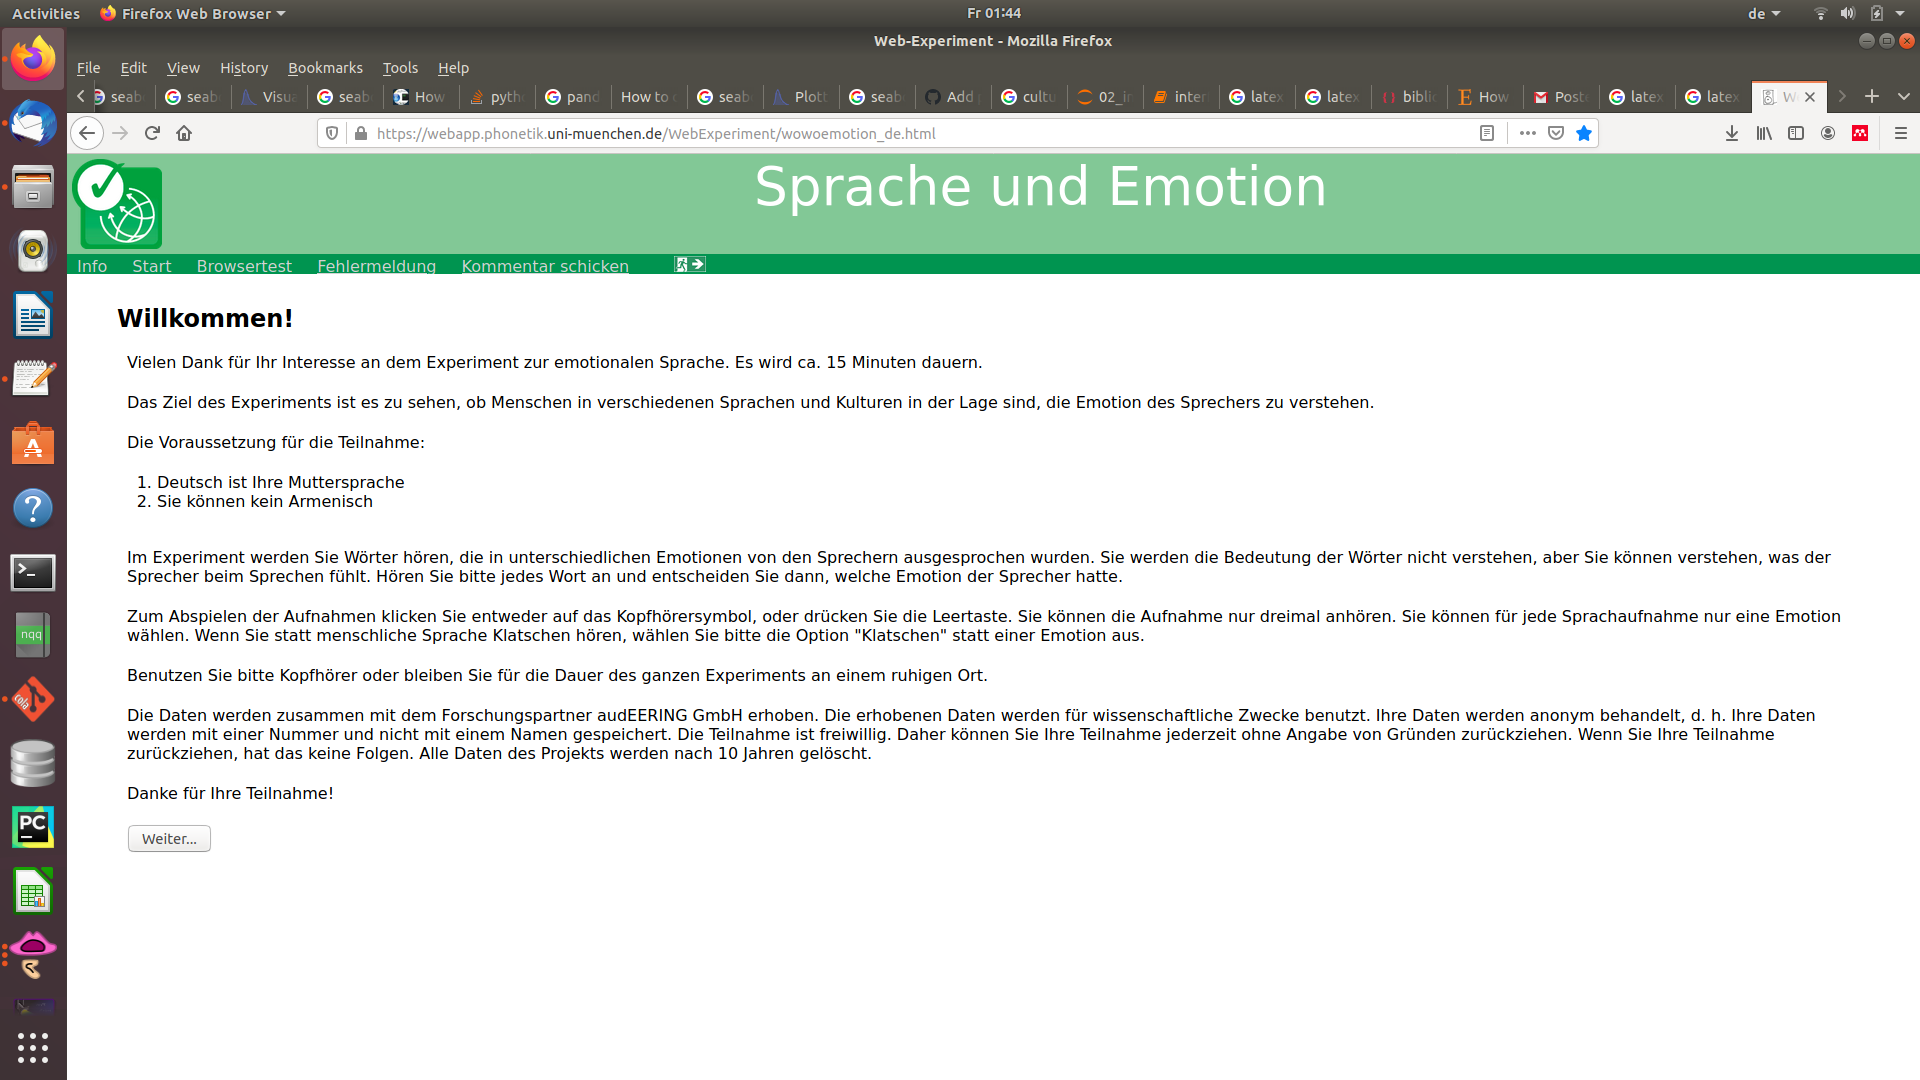 Activities
Firefox Web Browser
Fr 01:44
de
Web-Experiment - Mozilla Firefox
File Edit View History Bookmarks Tools Help
seab seab Visua seab How pyth pand How to seab Plot seab Add cultu 02_i inter latex latex bibli How Post latex latex We
https://webapp.phonetik.uni-muenchen.de/WebExperiment/wowoemotion_de.html
Sprache und Emotion
Info Start Browsertest Fehlermeldung Kommentar schicken
Willkommen!
Vielen Dank für Ihr Interesse an dem Experiment zur emotionalen Sprache. Es wird ca. 15 Minuten dauern.
Das Ziel des Experiments ist es zu sehen, ob Menschen in verschiedenen Sprachen und Kulturen in der Lage sind, die Emotion des Sprechers zu verstehen.
Die Voraussetzung für die Teilnahme:
1. Deutsch ist Ihre Muttersprache
2. Sie können kein Armenisch
Im Experiment werden Sie Wörter hören, die in unterschiedlichen Emotionen von den Sprechern ausgesprochen wurden. Sie werden die Bedeutung der Wörter nicht verstehen, aber Sie können verstehen, was der
Sprecher beim Sprechen fühlt. Hören Sie bitte jedes Wort an und entscheiden Sie dann, welche Emotion der Sprecher hatte.
Zum Abspielen der Aufnahmen klicken Sie entweder auf das Kopfhörersymbol, oder drücken Sie die Leertaste. Sie können die Aufnahme nur dreimal anhören. Sie können für jede Sprachaufnahme nur eine Emotion
wählen. Wenn Sie statt menschliche Sprache Klatschen hören, wählen Sie bitte die Option "Klatschen" statt einer Emotion aus.
Benutzen Sie bitte Kopfhörer oder bleiben Sie für die Dauer des ganzen Experiments an einem ruhigen Ort.
Die Daten werden zusammen mit dem Forschungspartner audEERING GmbH erhoben. Die erhobenen Daten werden für wissenschaftliche Zwecke benutzt. Ihre Daten werden anonym behandelt, d. h. Ihre Daten
werden mit einer Nummer und nicht mit einem Namen gespeichert. Die Teilnahme ist freiwillig. Daher können Sie Ihre Teilnahme jederzeit ohne Angabe von Gründen zurückziehen. Wenn Sie Ihre Teilnahme
zurückziehen, hat das keine Folgen. Alle Daten des Projekts werden nach 10 Jahren gelöscht.
Danke für Ihre Teilnahme!
Weiter...
nqq
cola
PC